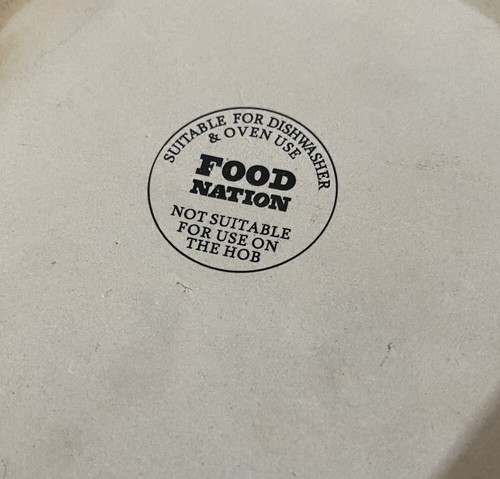 SUITABLE FOR DISHWASHER
& OVEN USE
FOOD
NATION
NOT SUITABLE
FOR USE ON
THE HOB